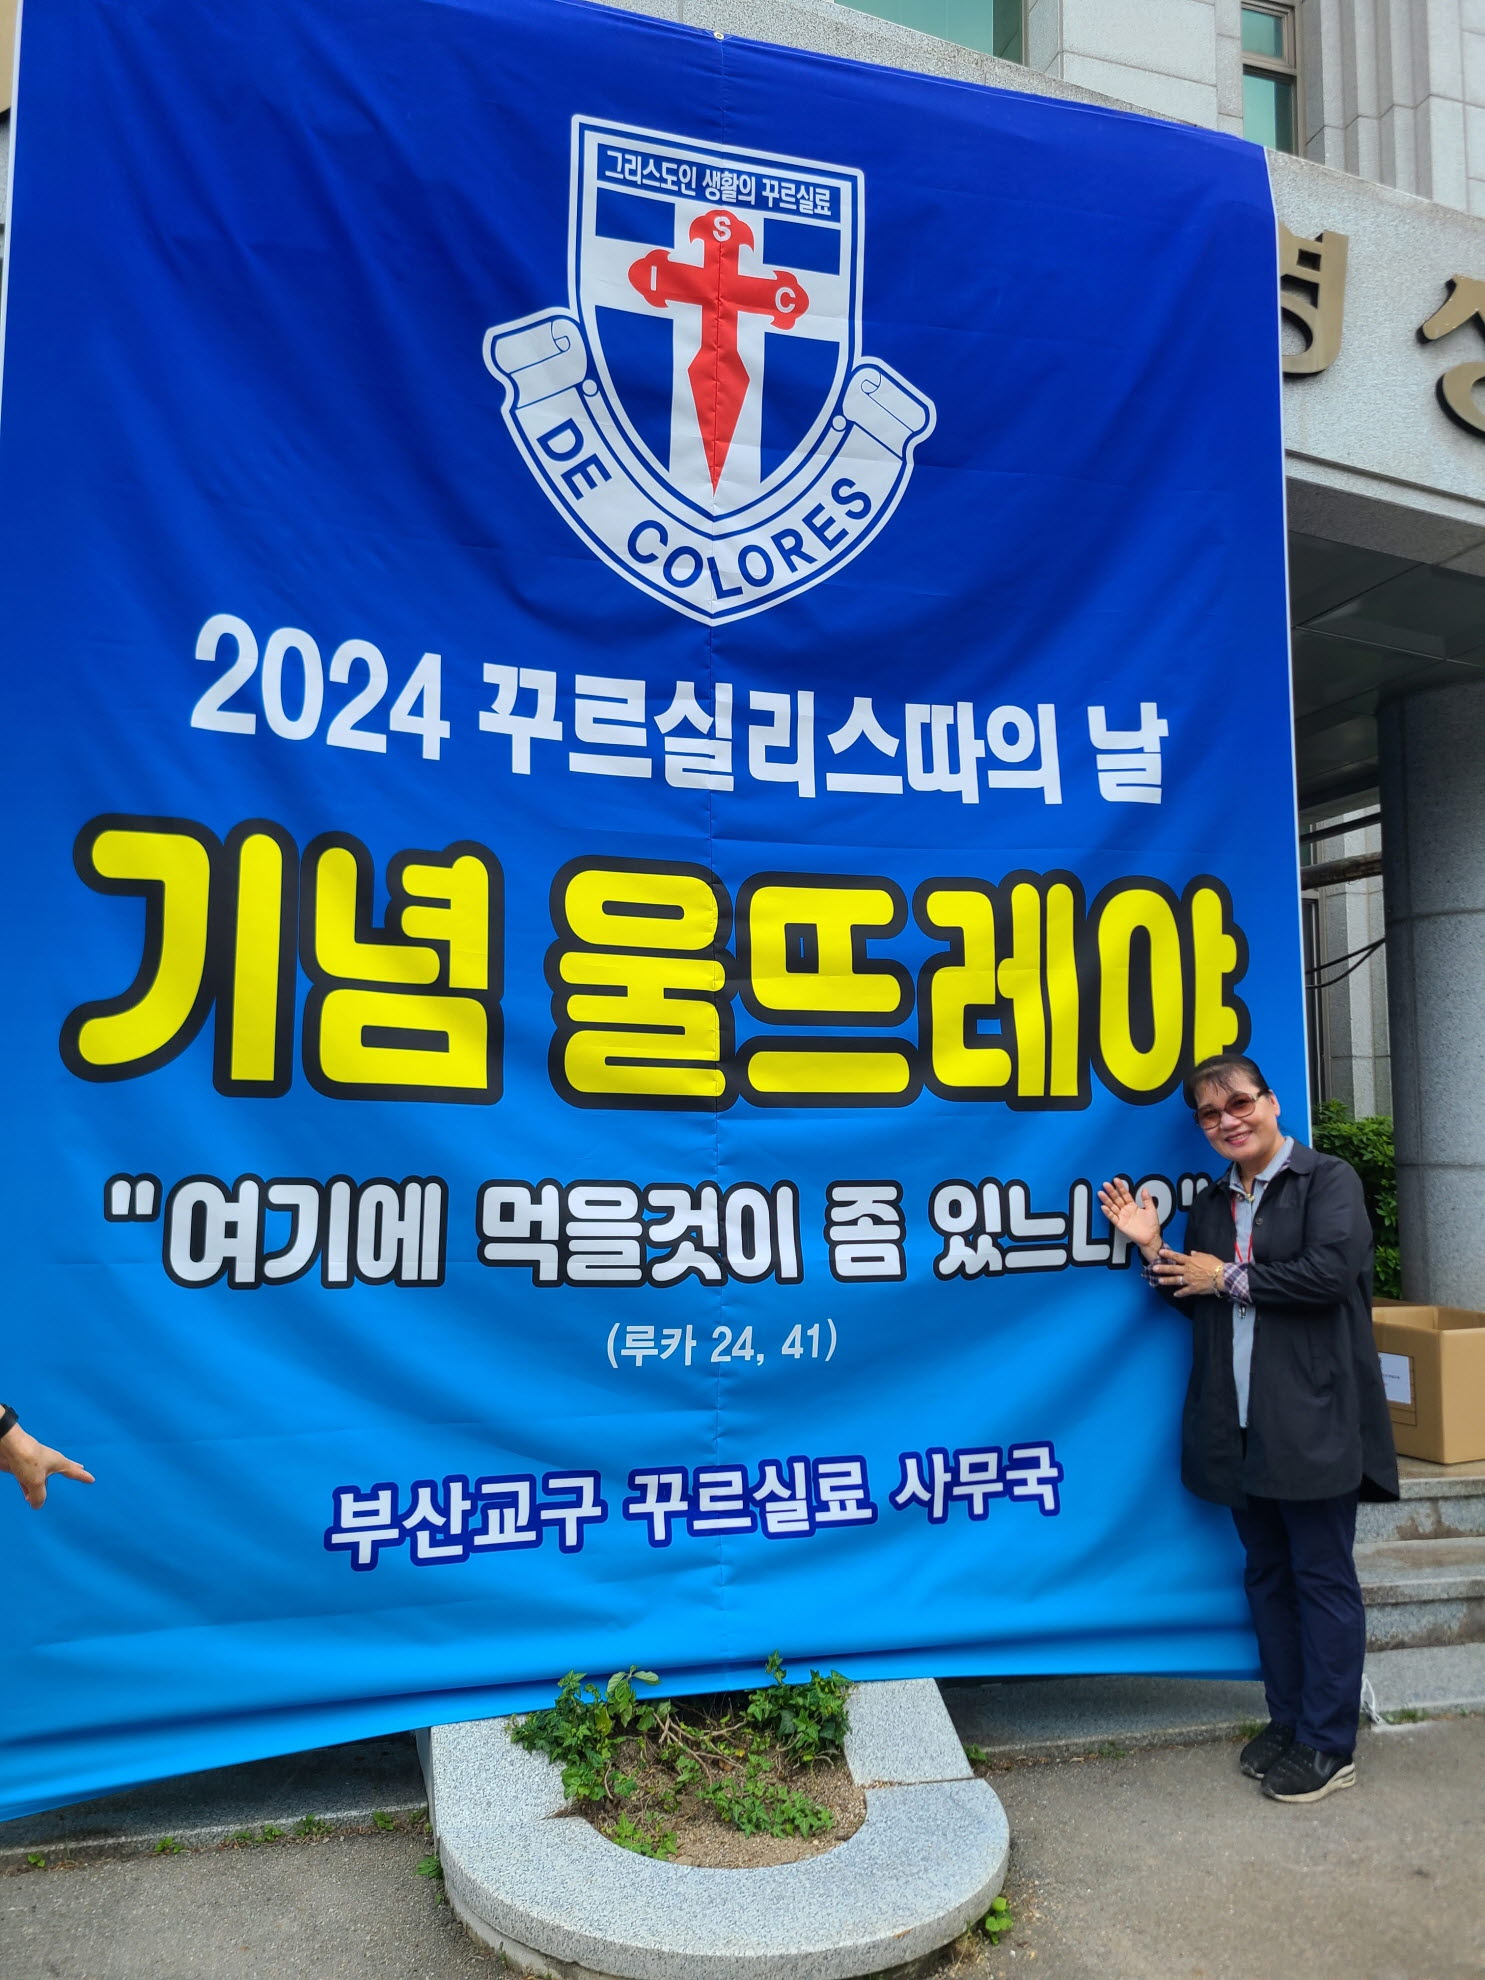 그리스도인 생활의 꾸르실료
S
I C
DE COLORES
2024 꾸르실리스따의 날
기념 울뜨레야
"여기에 먹을것이 좀 있느냐?"
(루카 24, 41)
부산교구 꾸르실료 사무국